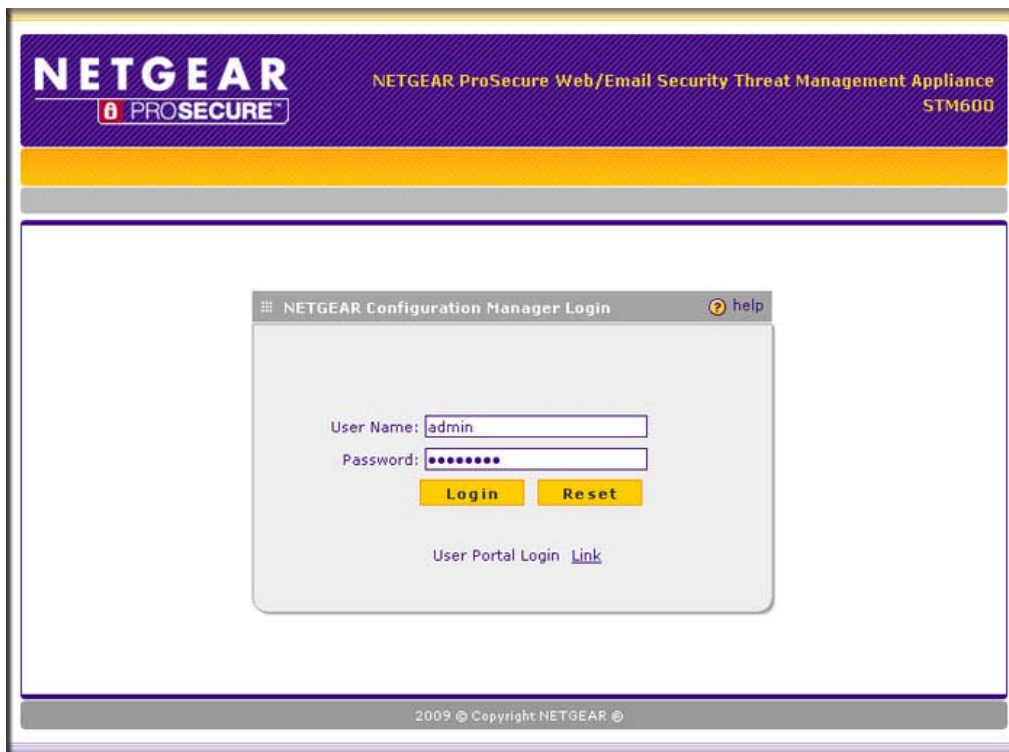 NETGEAR
PROSECURE™
NETGEAR ProSecure Web/Email Security Threat Management Appliance
STM600
NETGEAR Configuration Manager Login
? help
User Name: admin
Password: ••••••••
Login Reset
User Portal Login Link
2009 © Copyright NETGEAR ®